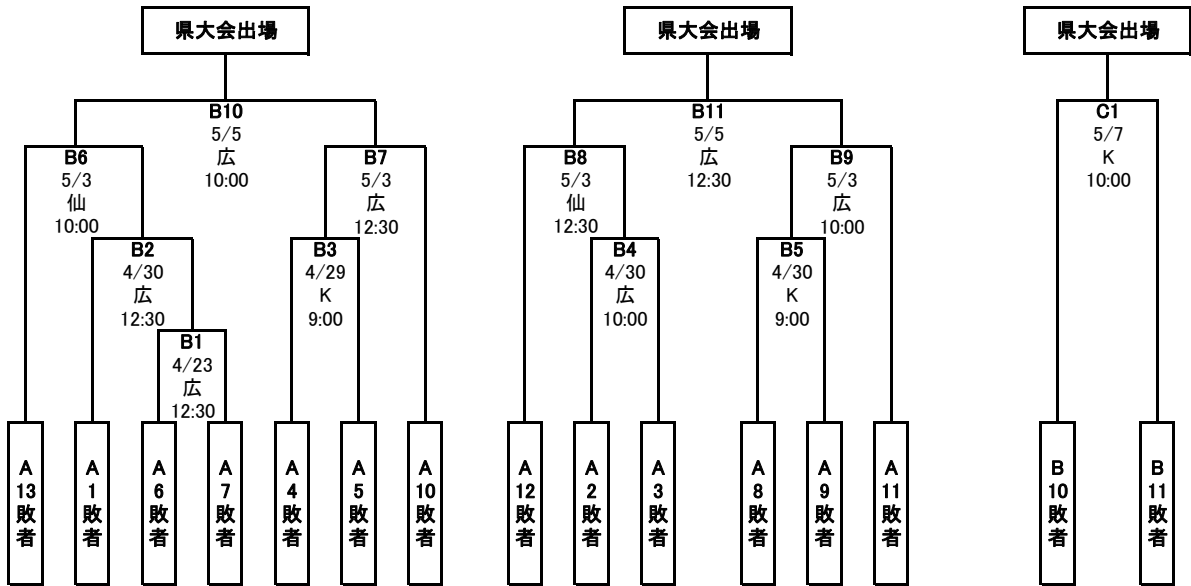 県大会出場
県大会出場
県大会出場
B10
5/5
広
10:00
B11
5/5
広
12:30
C1
5/7
K
10:00
B6
5/3
仙
10:00
B7
5/3
広
12:30
B8
5/3
仙
12:30
B9
5/3
広
10:00
B2
4/30
広
12:30
B3
4/29
K
9:00
B4
4/30
広
10:00
B5
4/30
K
9:00
B1
4/23
広
12:30
A13敗者
A1敗者
A6敗者
A7敗者
A4敗者
A5敗者
A10敗者
A12敗者
A2敗者
A3敗者
A8敗者
A9敗者
A11敗者
B10敗者
B11敗者